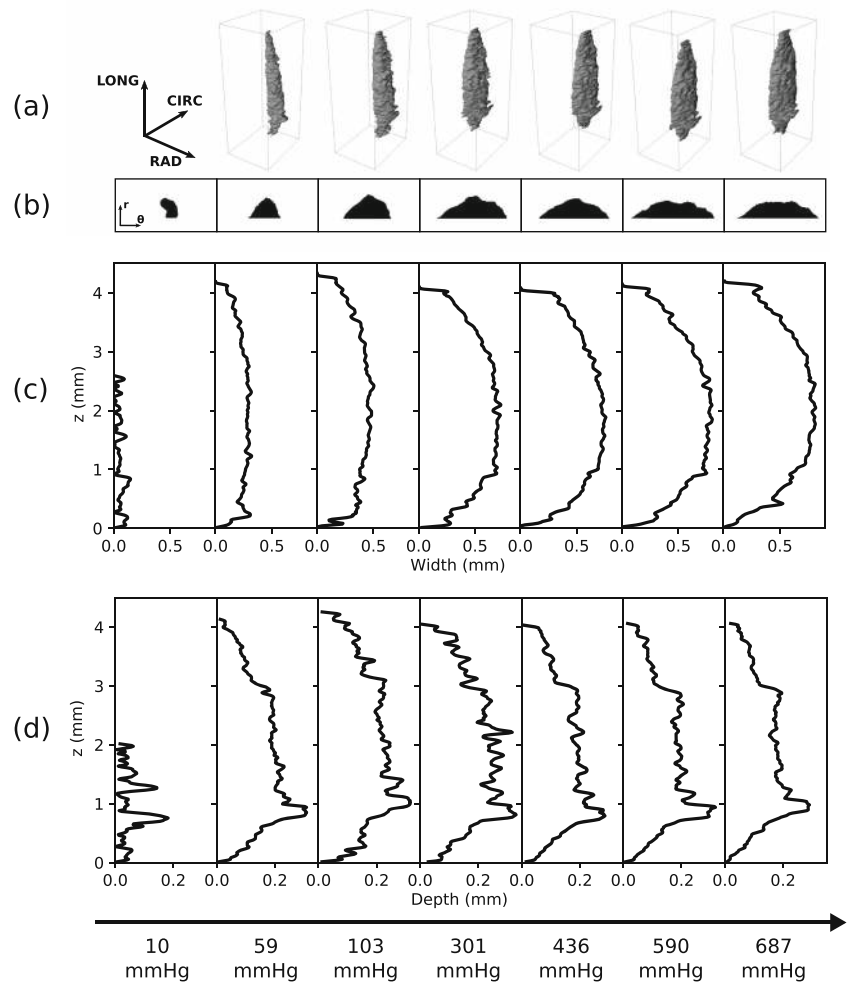 (a)
LONG
CIRC
RAD
(b)
r
θ
(c)
z (mm)
4
3
2
1
0
0.0 0.5 0.0 0.5 0.0 0.5 0.0 0.5 0.0 0.5 0.0 0.5 0.0 0.5
Width (mm)
(d)
z (mm)
4
3
2
1
0
0.0 0.2 0.0 0.2 0.0 0.2 0.0 0.2 0.0 0.2 0.0 0.2 0.0 0.2
Depth (mm)
10 59 103 301 436 590 687
mmHg mmHg mmHg mmHg mmHg mmHg mmHg